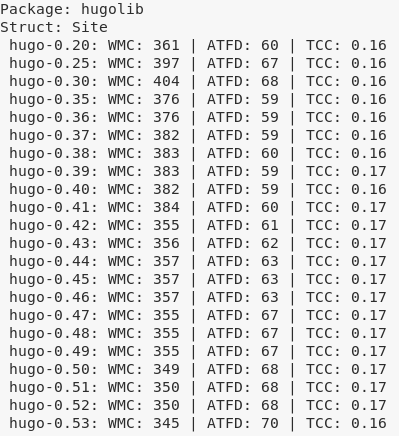 Package: hugolib
Struct: Site
hugo-0.20: WMC: 361 | ATFD: 60 | TCC: 0.16
hugo-0.25: WMC: 397 | ATFD: 67 | TCC: 0.16
hugo-0.30: WMC: 404 | ATFD: 68 | TCC: 0.16
hugo-0.35: WMC: 376 | ATFD: 59 | TCC: 0.16
hugo-0.36: WMC: 376 | ATFD: 59 | TCC: 0.16
hugo-0.37: WMC: 382 | ATFD: 59 | TCC: 0.16
hugo-0.38: WMC: 383 | ATFD: 60 | TCC: 0.16
hugo-0.39: WMC: 383 | ATFD: 59 | TCC: 0.17
hugo-0.40: WMC: 382 | ATFD: 59 | TCC: 0.16
hugo-0.41: WMC: 384 | ATFD: 60 | TCC: 0.17
hugo-0.42: WMC: 355 | ATFD: 61 | TCC: 0.17
hugo-0.43: WMC: 356 | ATFD: 62 | TCC: 0.17
hugo-0.44: WMC: 357 | ATFD: 63 | TCC: 0.17
hugo-0.45: WMC: 357 | ATFD: 63 | TCC: 0.17
hugo-0.46: WMC: 357 | ATFD: 63 | TCC: 0.17
hugo-0.47: WMC: 355 | ATFD: 67 | TCC: 0.17
hugo-0.48: WMC: 355 | ATFD: 67 | TCC: 0.17
hugo-0.49: WMC: 355 | ATFD: 67 | TCC: 0.17
hugo-0.50: WMC: 349 | ATFD: 68 | TCC: 0.17
hugo-0.51: WMC: 350 | ATFD: 68 | TCC: 0.17
hugo-0.52: WMC: 350 | ATFD: 68 | TCC: 0.17
hugo-0.53: WMC: 345 | ATFD: 70 | TCC: 0.16